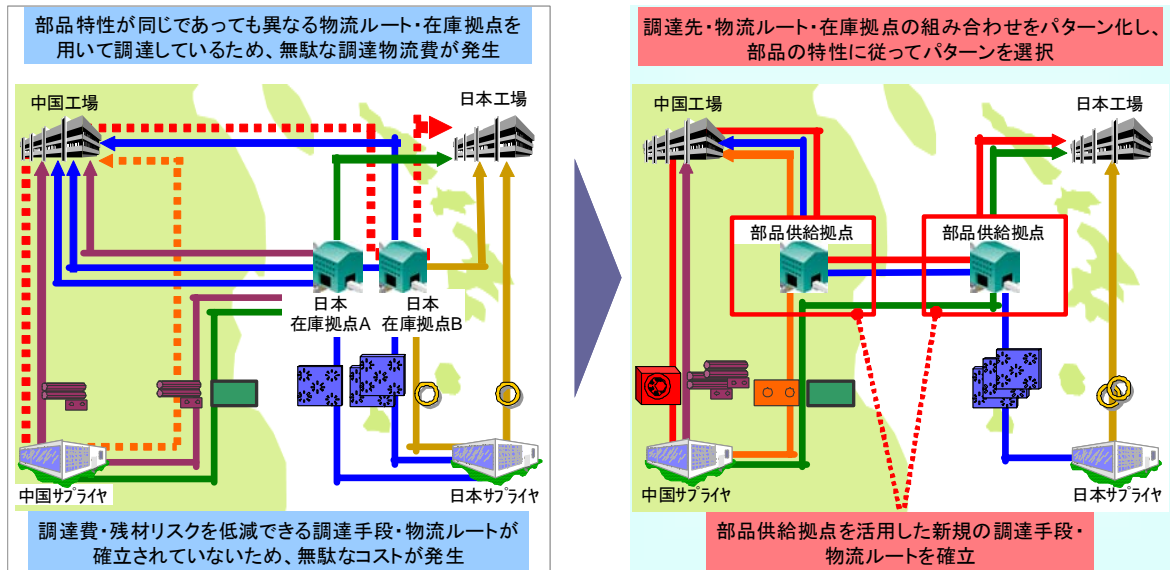 部品特性が同じであっても異なる物流ルート・在庫拠点を
用いて調達しているため、無駄な調達物流費が発生
中国工場
日本工場
日本
在庫拠点A
日本
在庫拠点B
中国サプライヤ
日本サプライヤ
調達費・残材リスクを低減できる調達手段・物流ルートが
確立されていないため、無駄なコストが発生
調達先・物流ルート・在庫拠点の組み合わせをパターン化し、
部品の特性に従ってパターンを選択
中国工場
日本工場
部品供給拠点
部品供給拠点
中国サプライヤ
日本サプライヤ
部品供給拠点を活用した新規の調達手段・
物流ルートを確立